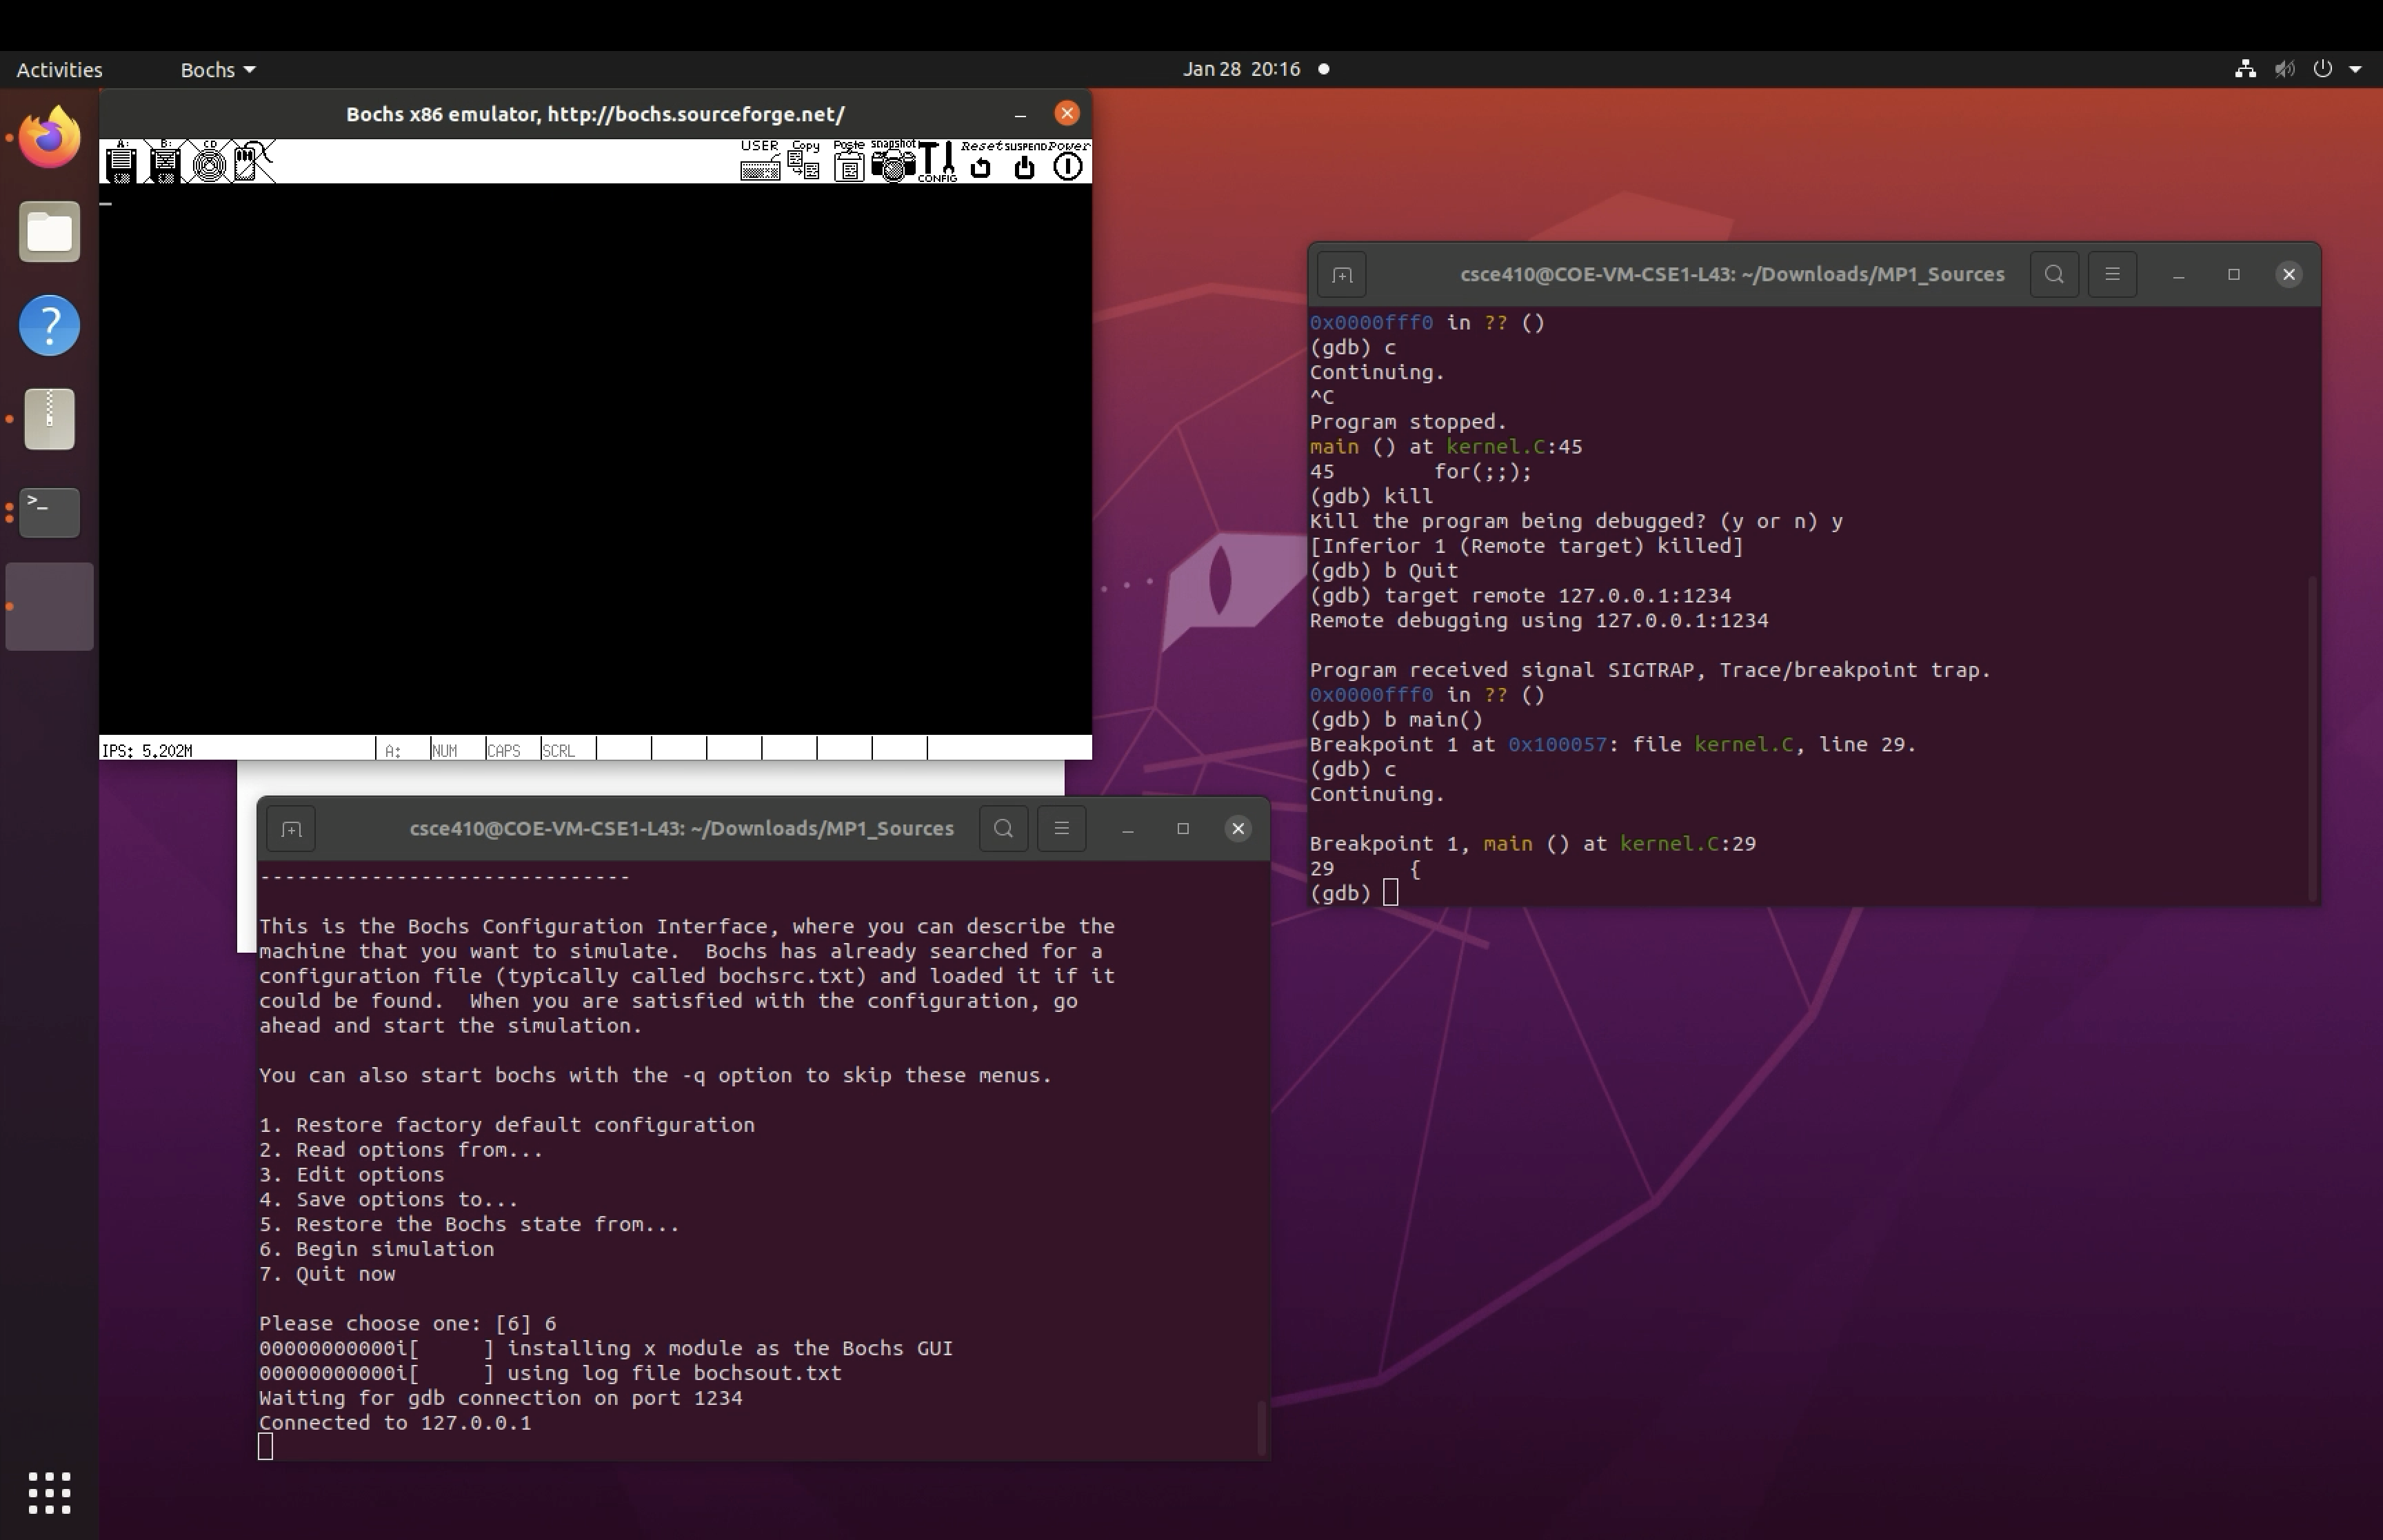 Activities
Bochs
Jan 28 20:16
Bochs x86 emulator, http://bochs.sourceforge.net/
A:
B:
CD
USER
Copy
Paste
snapshot
CONFIG
Reset
SUSPEND
Power
IPS: 5.202M
A:
NUM
CAPS
SCRL
csce410@COE-VM-CSE1-L43: ~/Downloads/MP1_Sources
0x0000fff0 in ?? ()
(gdb) c
Continuing.
^C
Program stopped.
main () at kernel.C:45
45        for(;;);
(gdb) kill
Kill the program being debugged? (y or n) y
[Inferior 1 (Remote target) killed]
(gdb) b Quit
(gdb) target remote 127.0.0.1:1234
Remote debugging using 127.0.0.1:1234
Program received signal SIGTRAP, Trace/breakpoint trap.
0x0000fff0 in ?? ()
(gdb) b main()
Breakpoint 1 at 0x100057: file kernel.C, line 29.
(gdb) c
Continuing.
Breakpoint 1, main () at kernel.C:29
29      {
(gdb)
csce410@COE-VM-CSE1-L43: ~/Downloads/MP1_Sources
------------------------------
This is the Bochs Configuration Interface, where you can describe the
machine that you want to simulate.  Bochs has already searched for a
configuration file (typically called bochsrc.txt) and loaded it if it
could be found.  When you are satisfied with the configuration, go
ahead and start the simulation.
You can also start bochs with the -q option to skip these menus.
1. Restore factory default configuration
2. Read options from...
3. Edit options
4. Save options to...
5. Restore the Bochs state from...
6. Begin simulation
7. Quit now
Please choose one: [6] 6
00000000000i[      ] installing x module as the Bochs GUI
00000000000i[      ] using log file bochsout.txt
Waiting for gdb connection on port 1234
Connected to 127.0.0.1